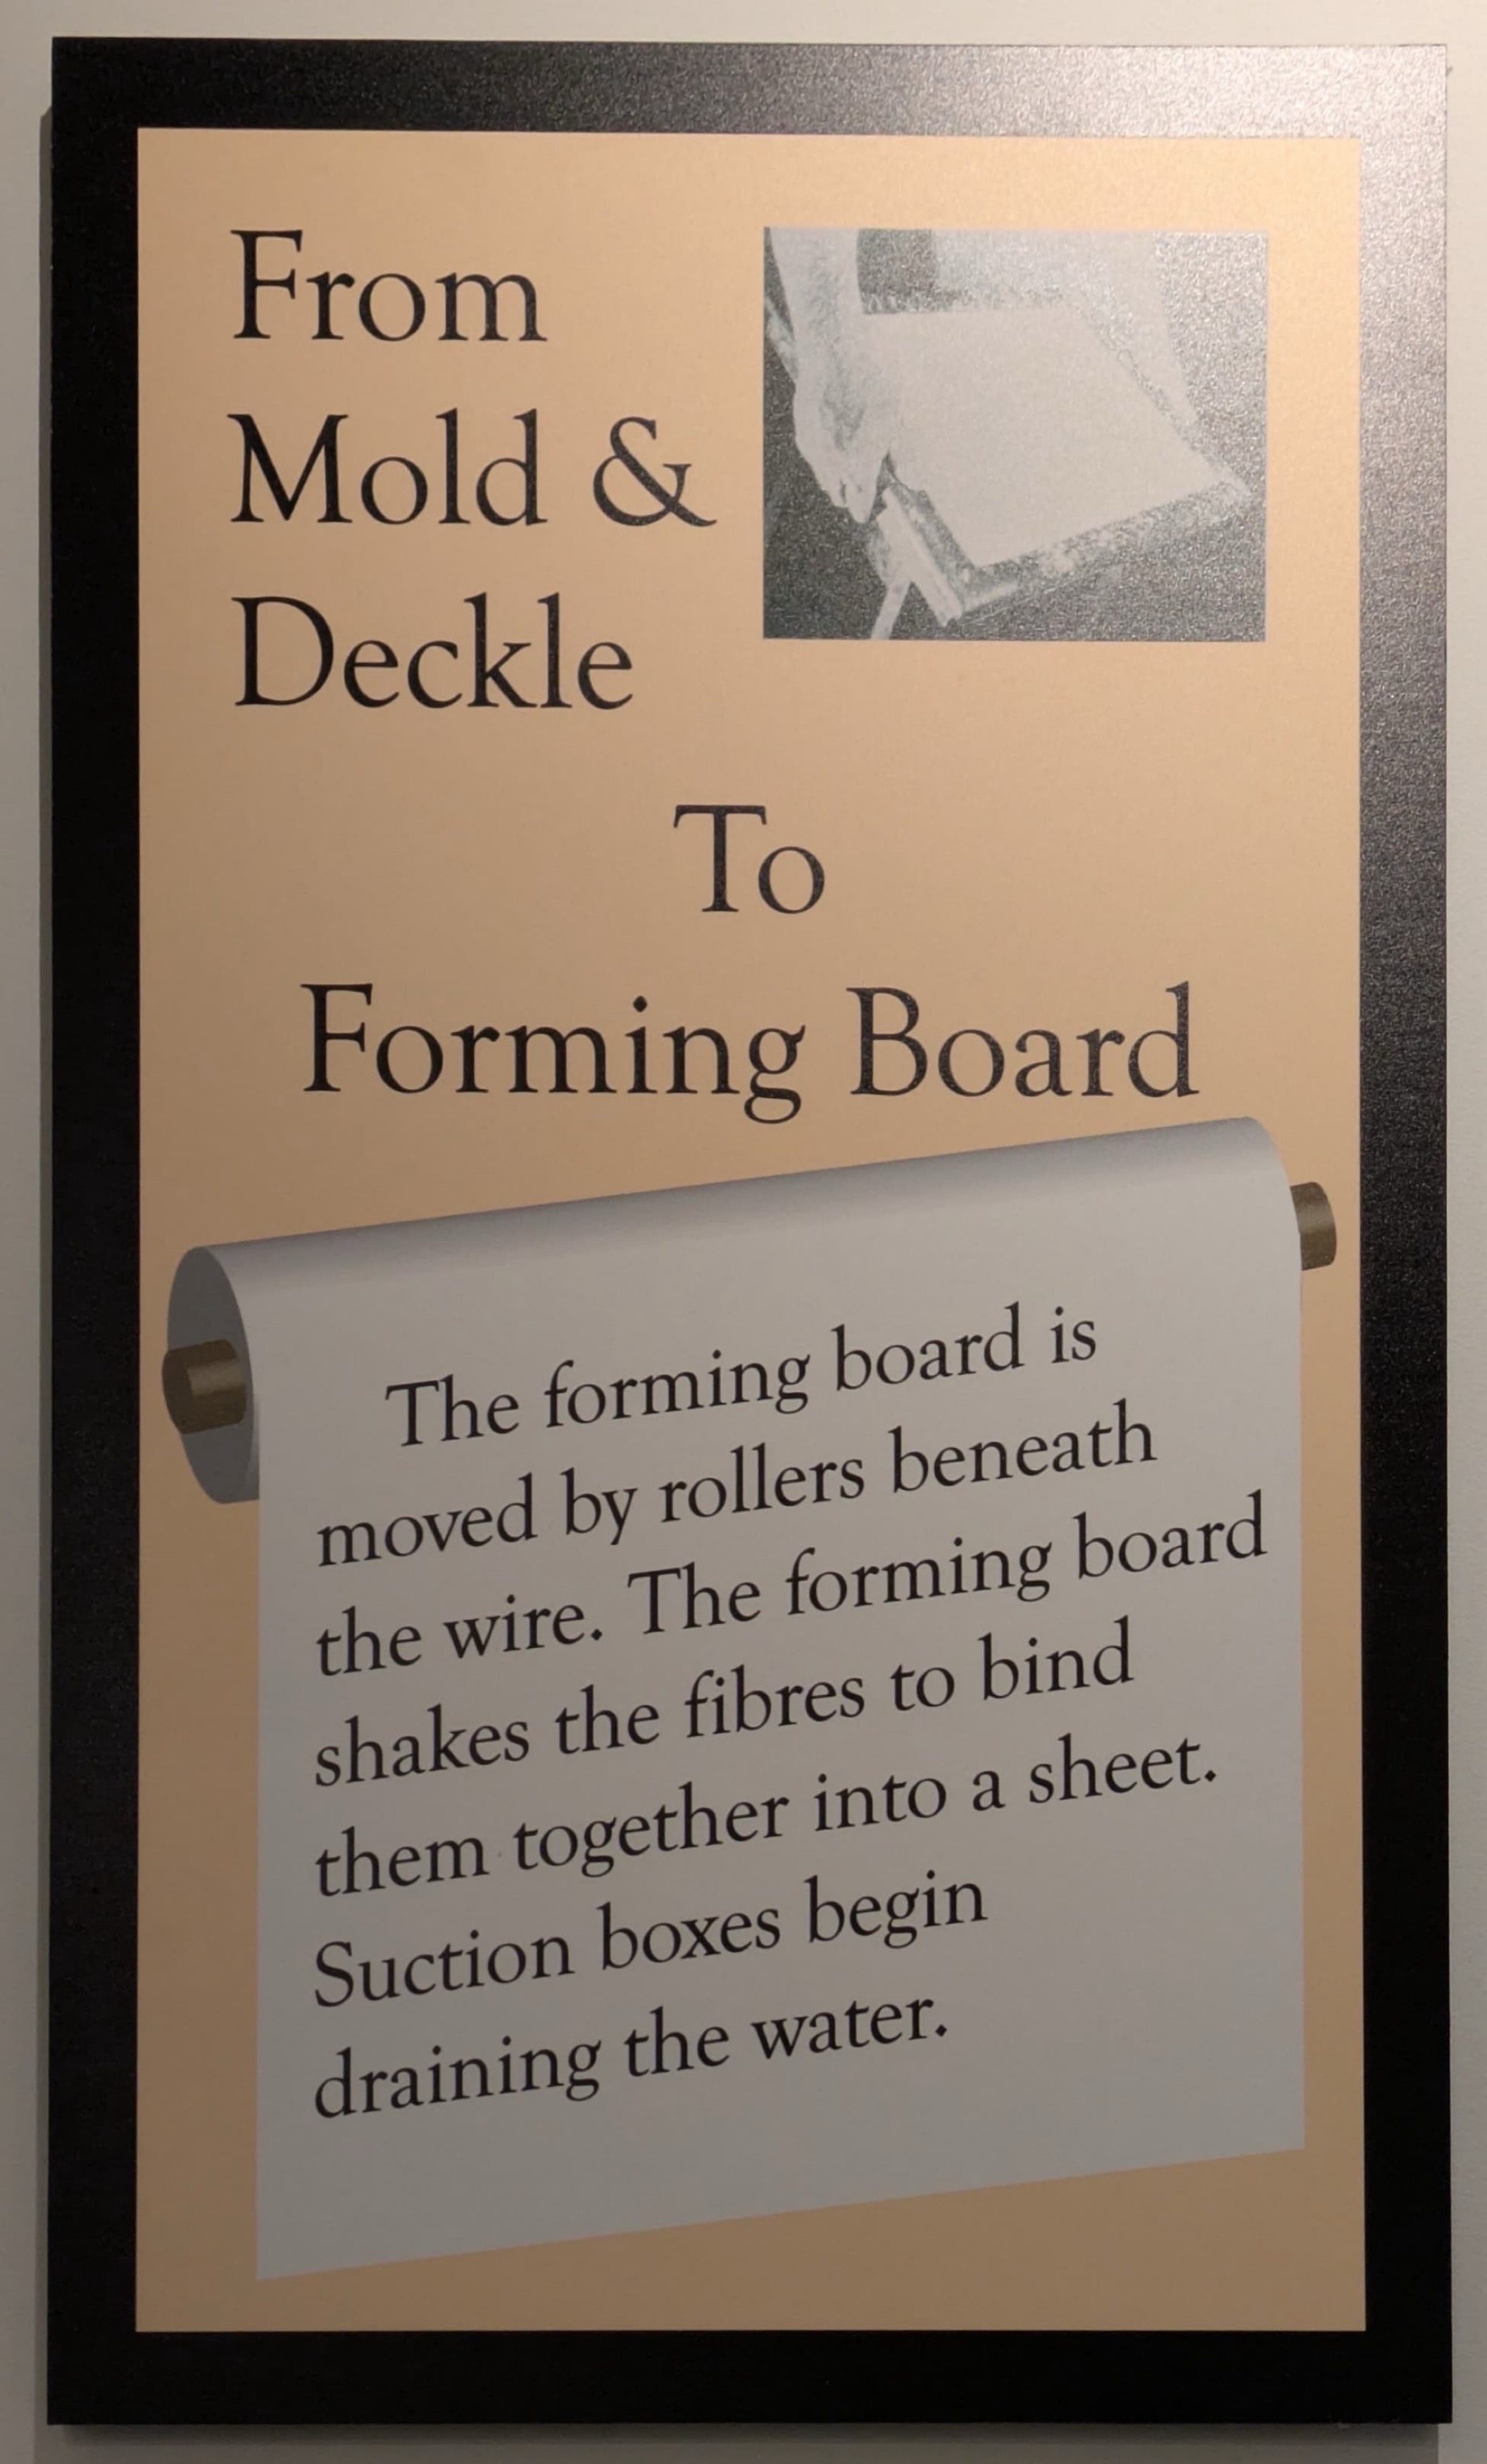 From
Mold &
Deckle
To
Forming Board
The forming board is
moved by rollers beneath
the wire. The forming board
shakes the fibres to bind
them together into a sheet.
Suction boxes begin
draining the water.